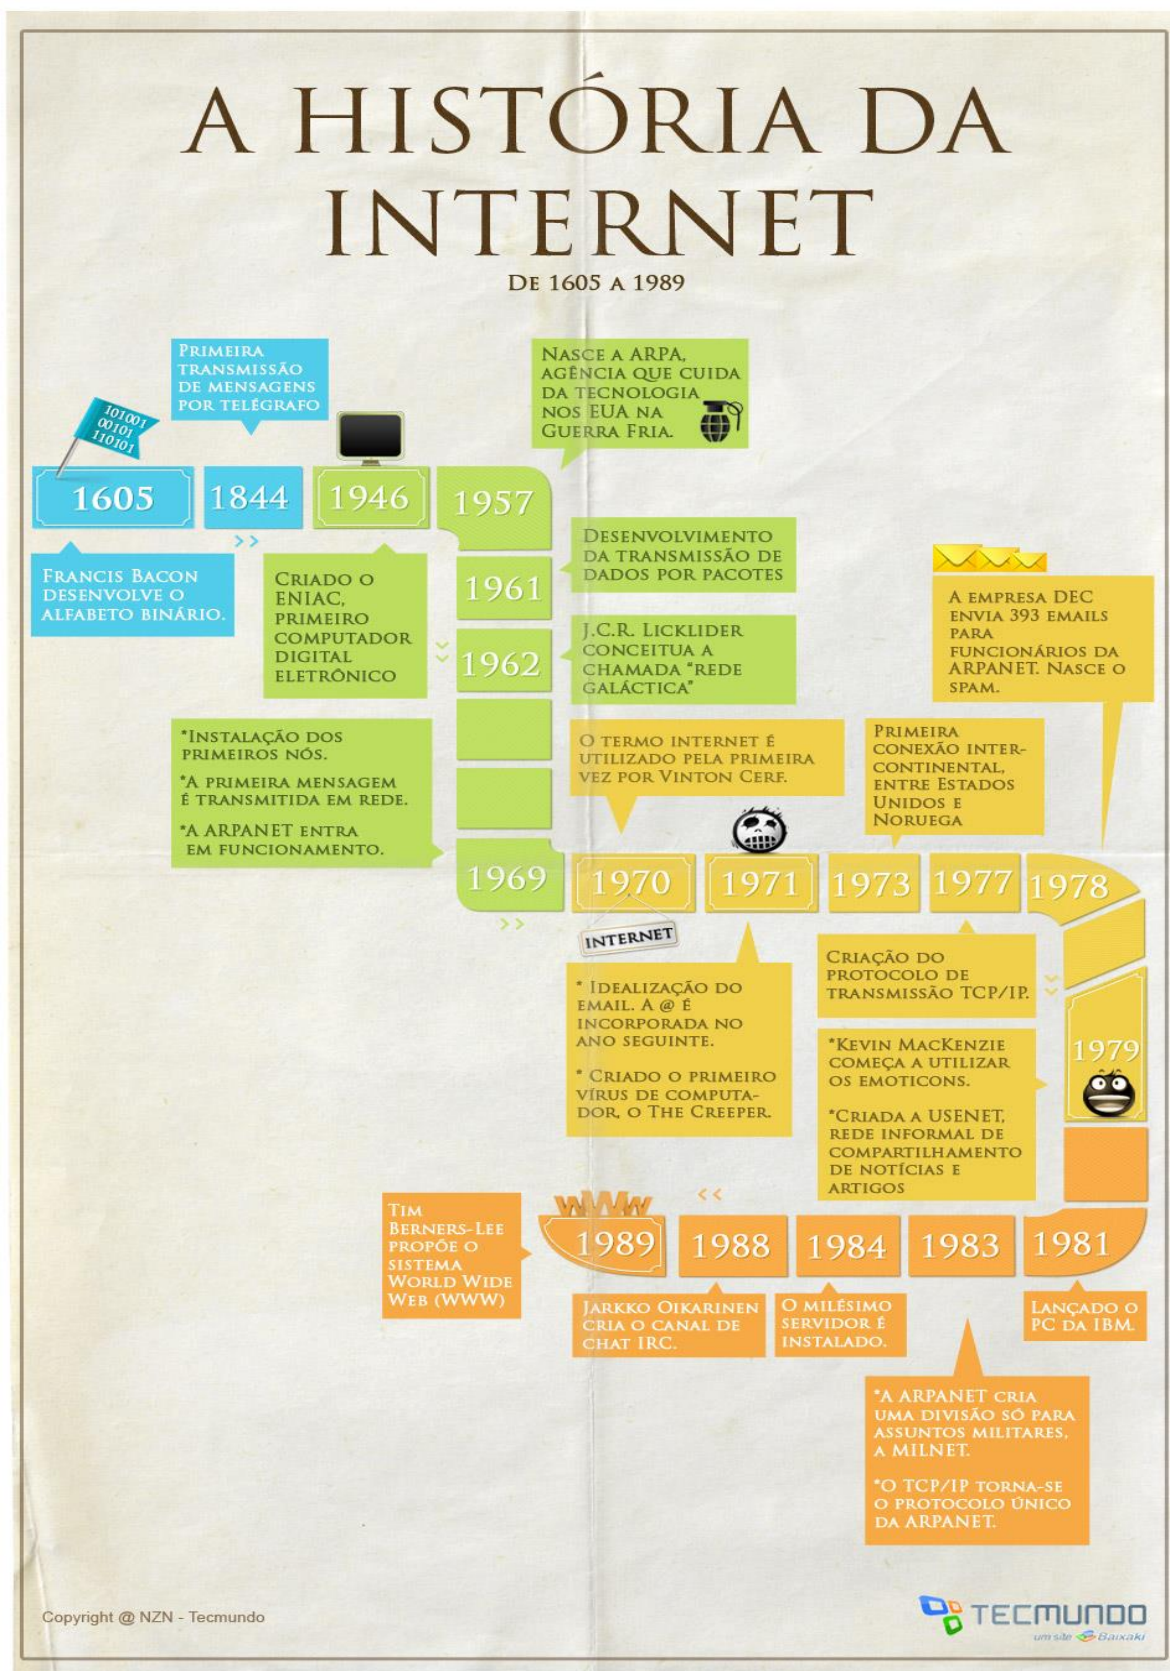 A HISTÓRIA DA
INTERNET
De 1605 a 1989
Primeira
transmissão
de mensagens
por telégrafo
101001
00101
110101
Nasce a ARPA,
agência que cuida
da tecnologia
nos EUA na
Guerra Fria.
1605
1844
1946
1957
Francis Bacon
desenvolve o
alfabeto binário.
Criado o
ENIAC,
primeiro
computador
digital
eletrônico
Desenvolvimento
da transmissão de
dados por pacotes
1961
J.C.R. Licklider
conceitua a
chamada "rede
galáctica"
1962
A empresa DEC
envia 393 emails
para
funcionários da
ARPANET. Nasce o
spam.
*Instalação dos
primeiros nós.
*A primeira mensagem
é transmitida em rede.
*A ARPANET entra
em funcionamento.
O termo internet é
utilizado pela primeira
vez por Vinton Cerf.
Primeira
conexão inter-
continental,
entre Estados
Unidos e
Noruega
1969
1970
1971
1973
1977
1978
INTERNET
* Idealização do
email. A @ é
incorporada no
ano seguinte.
* Criado o primeiro
vírus de computa-
dor, o The Creeper.
Criação do
protocolo de
transmissão TCP/IP.
*Kevin MacKenzie
começa a utilizar
os emoticons.
*Criada a USENET,
rede informal de
compartilhamento
de notícias e
artigos
1979
Tim
Berners-Lee
propõe o
sistema
World Wide
Web (WWW)
WWW
1989
1988
1984
1983
1981
Jarkko Oikarinen
cria o canal de
chat IRC.
O milésimo
servidor é
instalado.
Lançado o
PC da IBM.
*A ARPANET cria
uma divisão só para
assuntos militares,
a MILNET.
*O TCP/IP torna-se
o protocolo único
da ARPANET.
Copyright @ NZN - Tecmundo
TECMUNDO
um site Baixaki